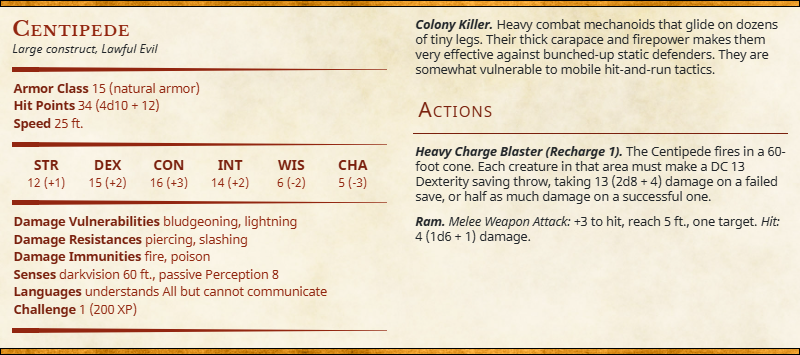 Centipede
Large construct, Lawful Evil
Armor Class 15 (natural armor)
Hit Points 34 (4d10 + 12)
Speed 25 ft.
STR DEX CON INT WIS CHA
12 (+1) 15 (+2) 16 (+3) 14 (+2) 6 (-2) 5 (-3)
Damage Vulnerabilities bludgeoning, lightning
Damage Resistances piercing, slashing
Damage Immunities fire, poison
Senses darkvision 60 ft., passive Perception 8
Languages understands All but cannot communicate
Challenge 1 (200 XP)
Colony Killer. Heavy combat mechanoids that glide on dozens
of tiny legs. Their thick carapace and firepower makes them
very effective against bunched-up static defenders. They are
somewhat vulnerable to mobile hit-and-run tactics.
Actions
Heavy Charge Blaster (Recharge 1). The Centipede fires in a 60-
foot cone. Each creature in that area must make a DC 13
Dexterity saving throw, taking 13 (2d8 + 4) damage on a failed
save, or half as much damage on a successful one.
Ram. Melee Weapon Attack: +3 to hit, reach 5 ft., one target. Hit:
4 (1d6 + 1) damage.